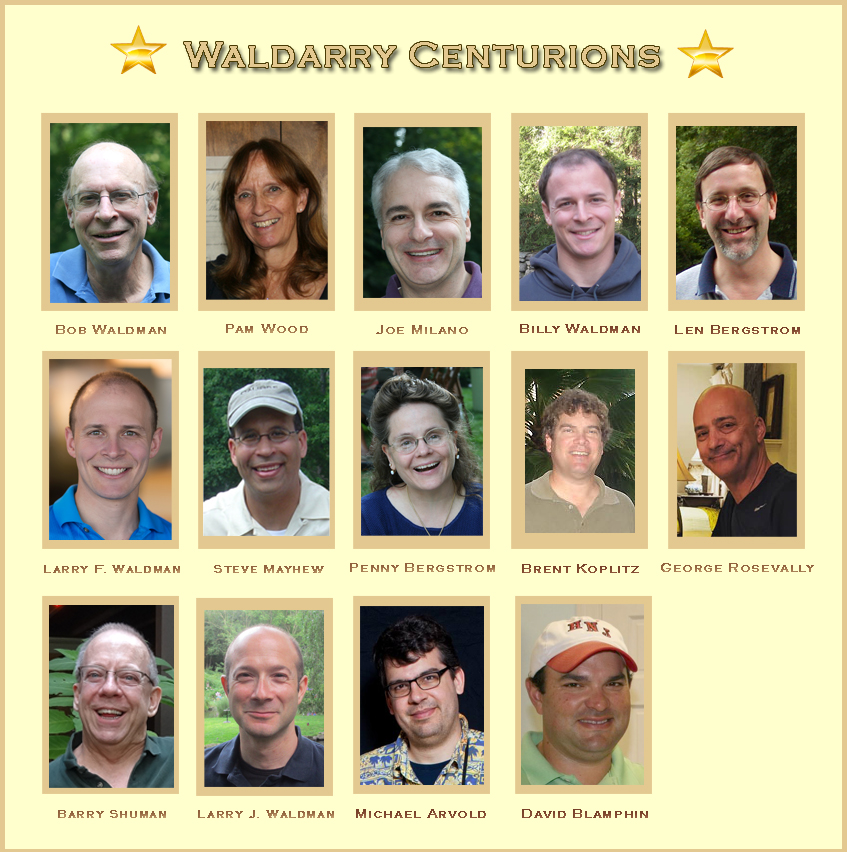 Waldarry Centurions
Bob Waldman
Pam Wood
Joe Milano
Billy Waldman
Len Bergstrom
Larry F. Waldman
Steve Mayhew
Penny Bergstrom
Brent Koplitz
George Rosevally
Barry Shuman
Larry J. Waldman
Michael Arvold
David Blamphin